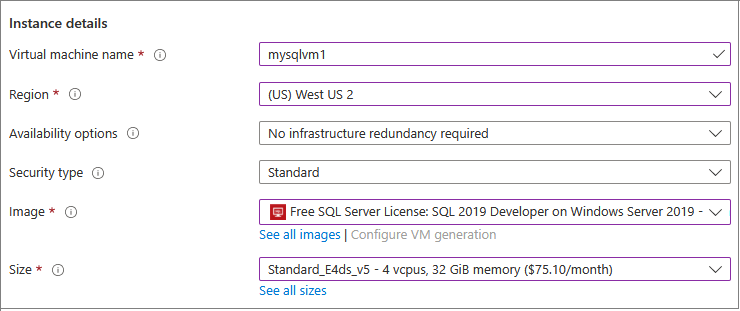 Instance details
Virtual machine name * mysqlvm1
Region * (US) West US 2
Availability options No infrastructure redundancy required
Security type Standard
Image * Free SQL Server License: SQL 2019 Developer on Windows Server 2019 -
See all images | Configure VM generation
Size * Standard_E4ds_v5 - 4 vcpus, 32 GiB memory ($75.10/month)
See all sizes